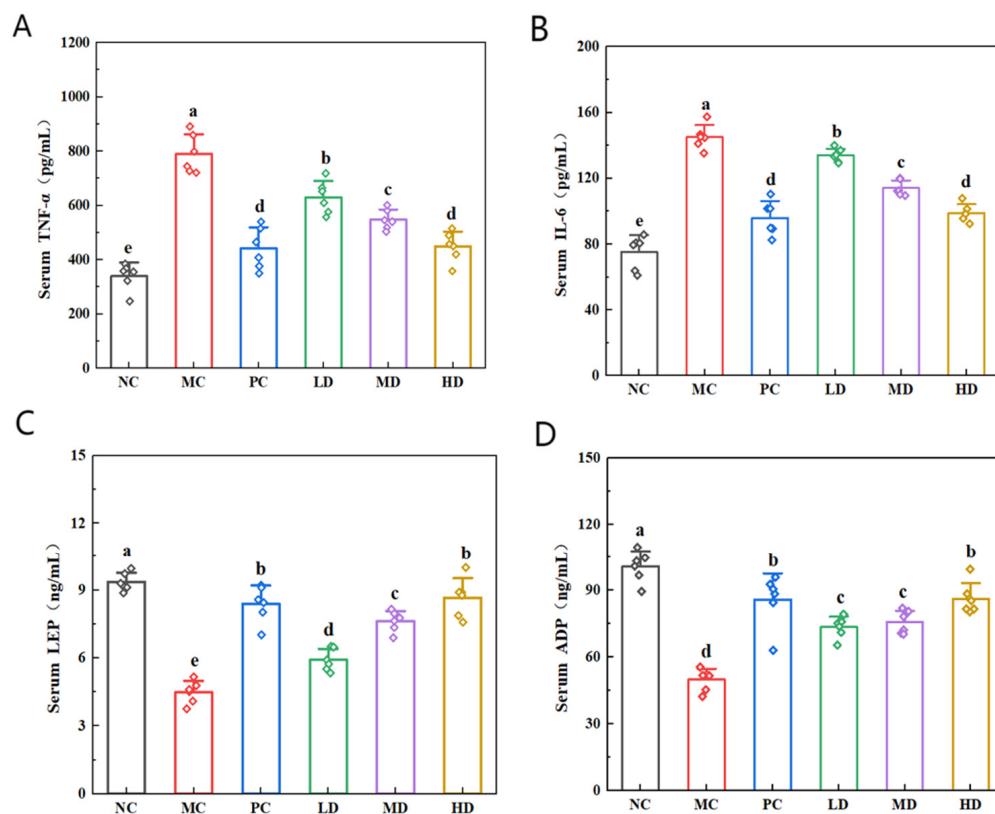 A
Serum TNF-α (pg/mL)
1200
1000
800
600
400
200
0
e
a
d
b
c
d
NC MC PC LD MD HD
B
Serum IL-6 (pg/mL)
200
160
120
80
40
0
e
a
d
b
c
d
NC MC PC LD MD HD
C
Serum LEP (ng/mL)
15
12
9
6
3
0
a
e
b
d
c
b
NC MC PC LD MD HD
D
Serum ADP (ng/mL)
150
120
90
60
30
0
a
d
b
c
c
b
NC MC PC LD MD HD